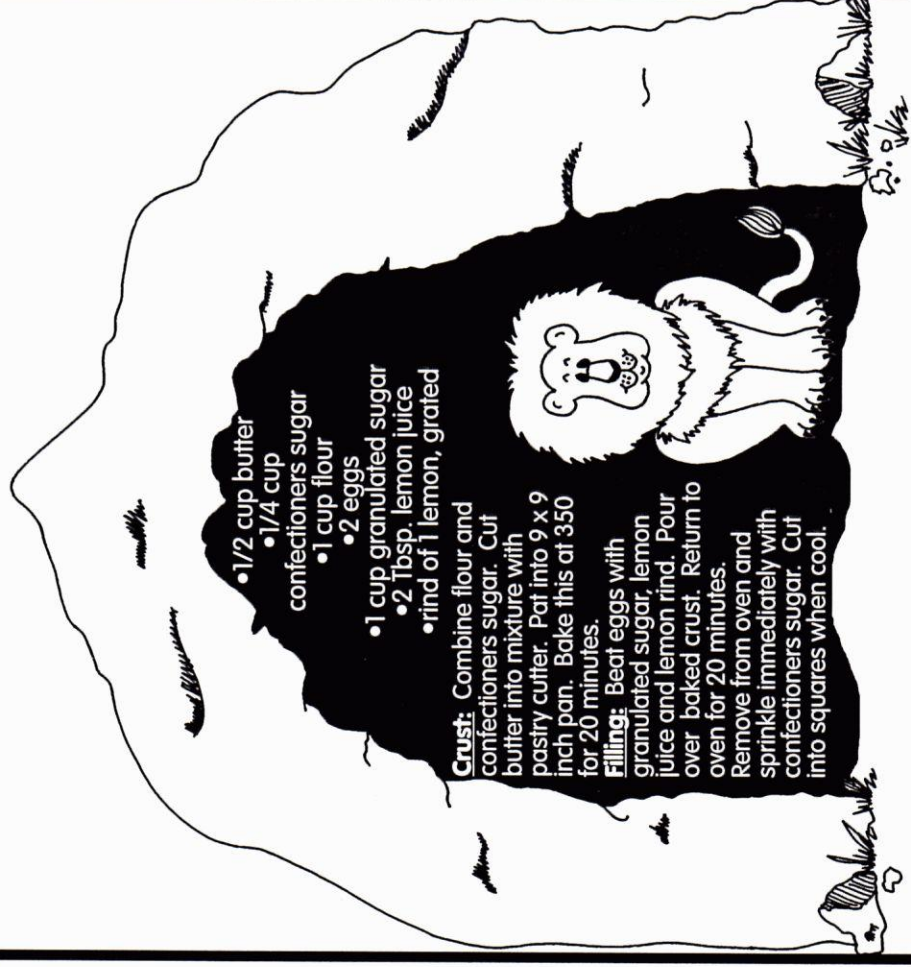 •1/2 cup butter
•1/4 cup
confectioners sugar
•1 cup flour
•2 eggs
•1 cup granulated sugar
•2 Tbsp. lemon juice
•rind of 1 lemon, grated
Crust: Combine flour and
confectioners sugar. Cut
butter into mixture with
pastry cutter. Pat into 9 x 9
inch pan. Bake this at 350
for 20 minutes.
Filling: Beat eggs with
granulated sugar, lemon
juice and lemon rind. Pour
over baked crust. Return to
oven for 20 minutes.
Remove from oven and
sprinkle immediately with
confectioners sugar. Cut
into squares when cool.